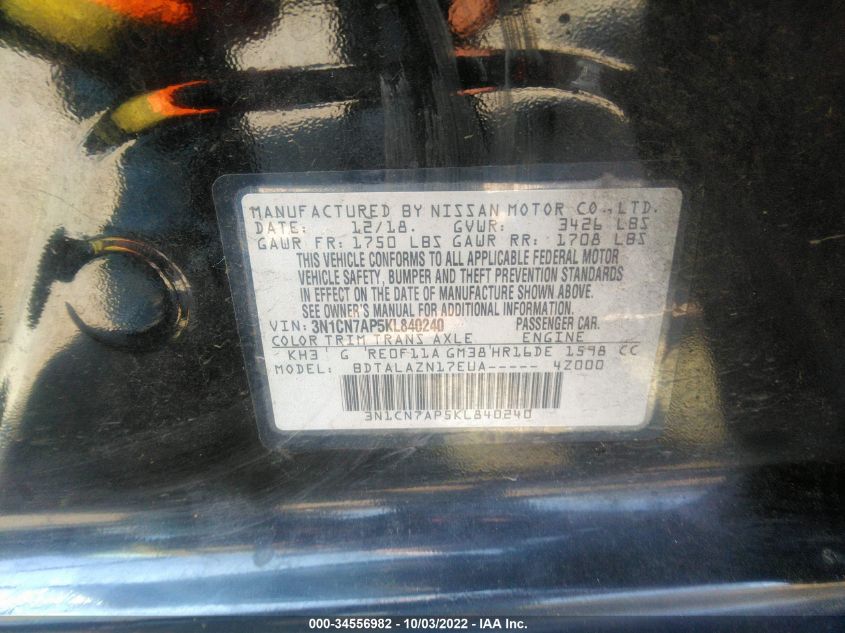 MANUFACTURED BY NISSAN MOTOR CO.,LTD.
DATE: 12/18. GVWR: 3426 LBS
GAWR FR: 1750 LBS GAWR RR: 1708 LBS
THIS VEHICLE CONFORMS TO ALL APPLICABLE FEDERAL MOTOR
VEHICLE SAFETY, BUMPER AND THEFT PREVENTION STANDARDS
IN EFFECT ON THE DATE OF MANUFACTURE SHOWN ABOVE.
SEE OWNER'S MANUAL FOR ADDITIONAL INFORMATION.
VIN: 3N1CN7AP5KL840240 PASSENGER CAR.
COLOR TRIM TRANS AXLE ENGINE
KH3 G RE0F11A GM38 HR16DE 1598 CC
MODEL: BDTALAZN17EUA----- 4Z000
3N1CN7AP5KL840240
000-34556982 - 10/03/2022 - IAA Inc.